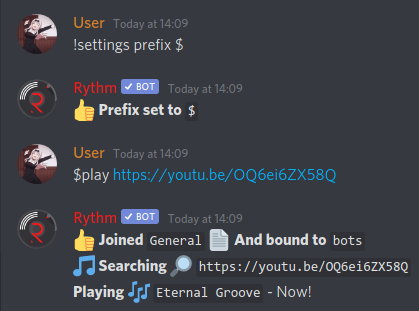 User Today at 14:09
!settings prefix $
Rythm ✓ BOT Today at 14:09
👍 Prefix set to $
User Today at 14:09
$play https://youtu.be/OQ6ei6ZX58Q
Rythm ✓ BOT Today at 14:09
👍 Joined General 📄 And bound to bots
🎵 Searching 🔎 https://youtu.be/OQ6ei6ZX58Q
Playing 🎶 Eternal Groove - Now!